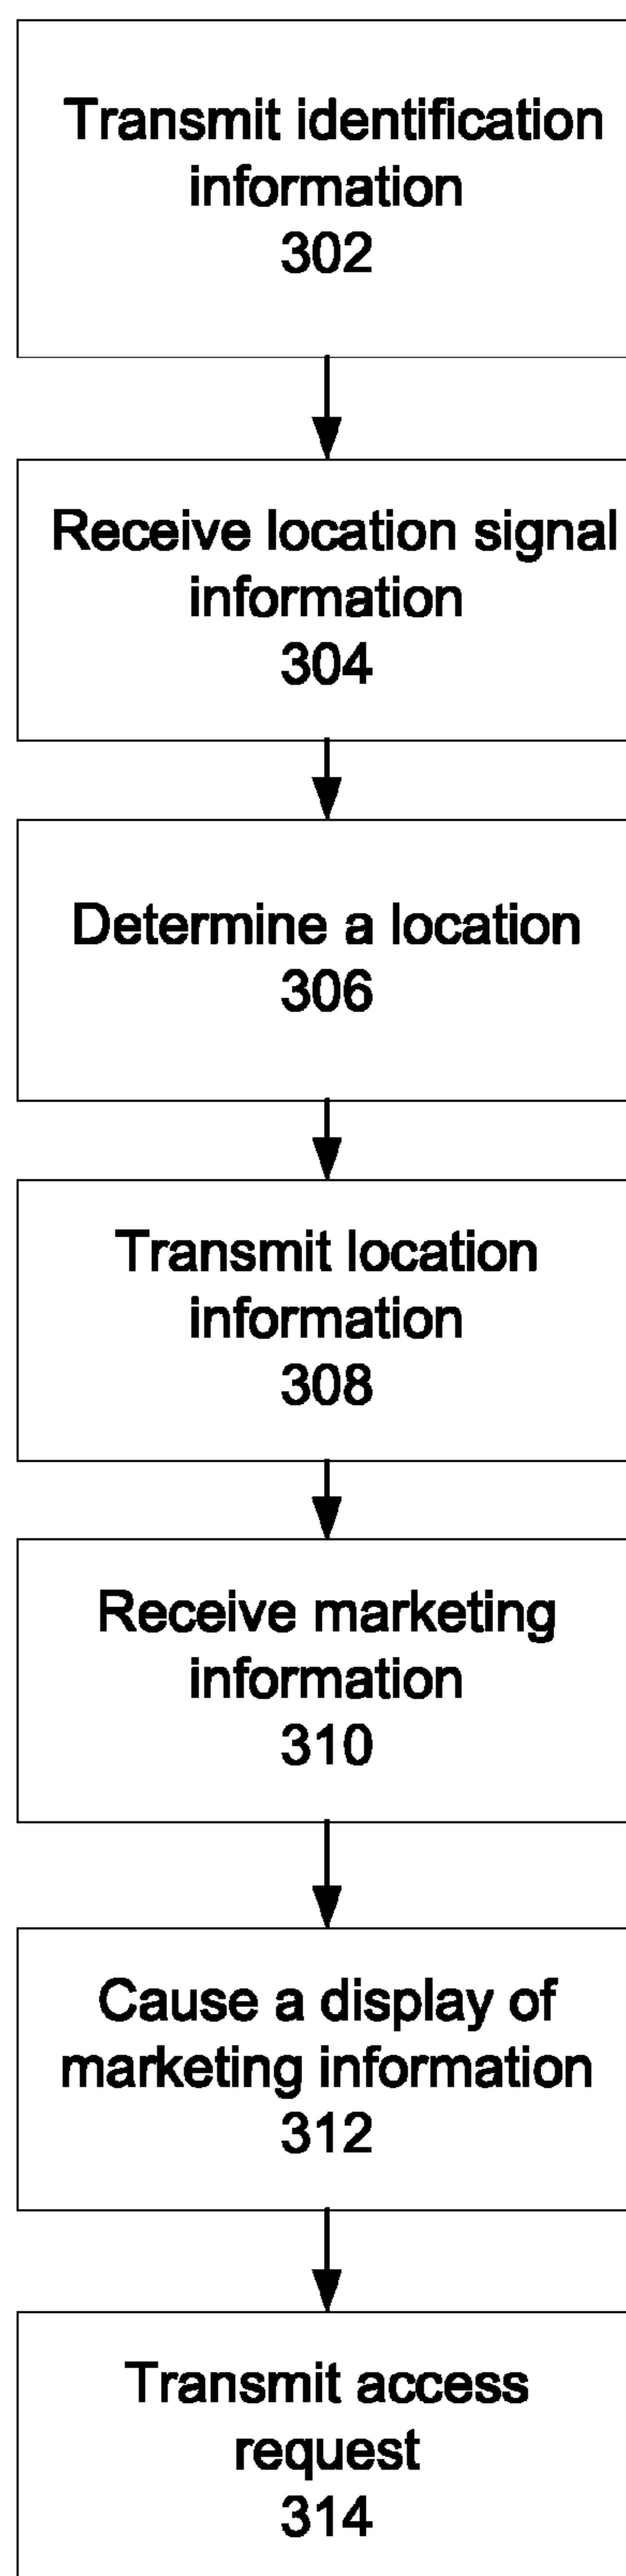 Transmit identification
information
302
Receive location signal
information
304
Determine a location
306
Transmit location
information
308
Receive marketing
information
310
Cause a display of
marketing information
312
Transmit access
request
314